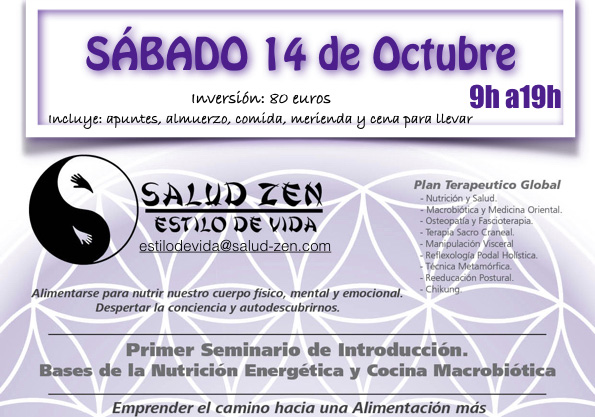 SÁBADO 14 de Octubre
9h a19h
Inversión: 80 euros
Incluye: apuntes, almuerzo, comida, merienda y cena para llevar
SALUD ZEN
ESTILO DE VIDA
estilodevida@salud-zen.com
Plan Terapeutico Global
- Nutrición y Salud.
- Macrobiótica y Medicina Oriental.
- Osteopatía y Fascioterapia.
- Terapia Sacro Craneal.
- Manipulación Visceral
- Reflexología Podal Holística.
- Técnica Metamórfica.
- Reeducación Postural.
- Chikung.
Alimentarse para nutrir nuestro cuerpo físico, mental y emocional.
Despertar la conciencia y autodescubrirnos.
Primer Seminario de Introducción.
Bases de la Nutrición Energética y Cocina Macrobiótica
Emprender el camino hacia una Alimentación más